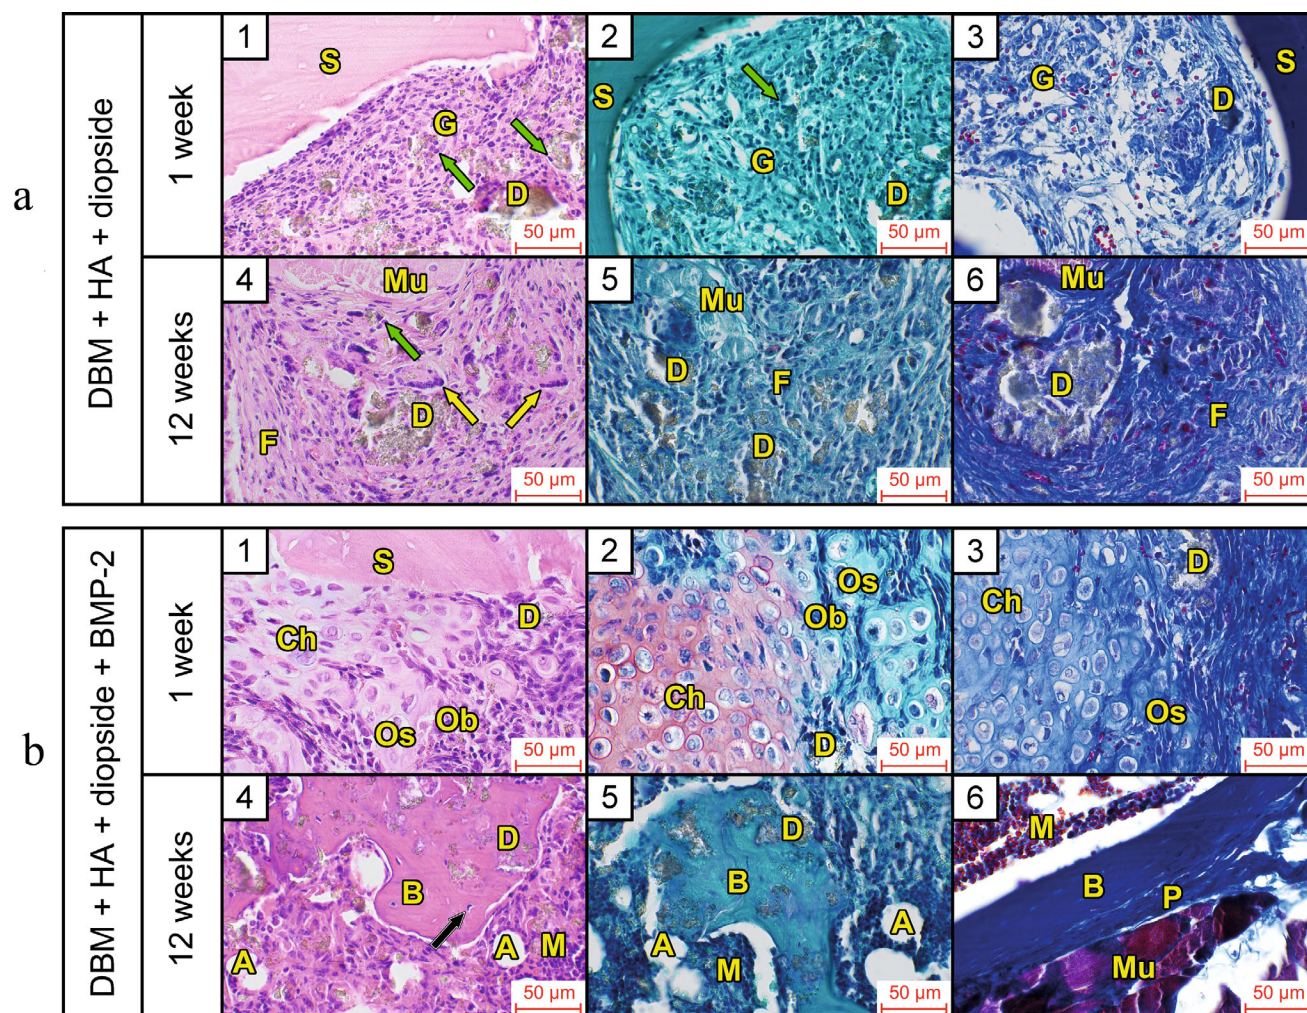 a
DBM + HA + diopside
1 week
1
S
G
D
50 µm
2
S
G
D
50 µm
3
S
G
D
50 µm
12 weeks
4
Mu
D
F
50 µm
5
Mu
D
F
D
50 µm
6
Mu
D
F
50 µm
b
DBM + HA + diopside + BMP-2
1 week
1
S
D
Ch
Os
Ob
50 µm
2
Os
Ob
Ch
D
50 µm
3
D
Ch
Os
50 µm
12 weeks
4
D
B
A
A
M
50 µm
5
D
B
A
A
M
50 µm
6
M
B
P
Mu
50 µm